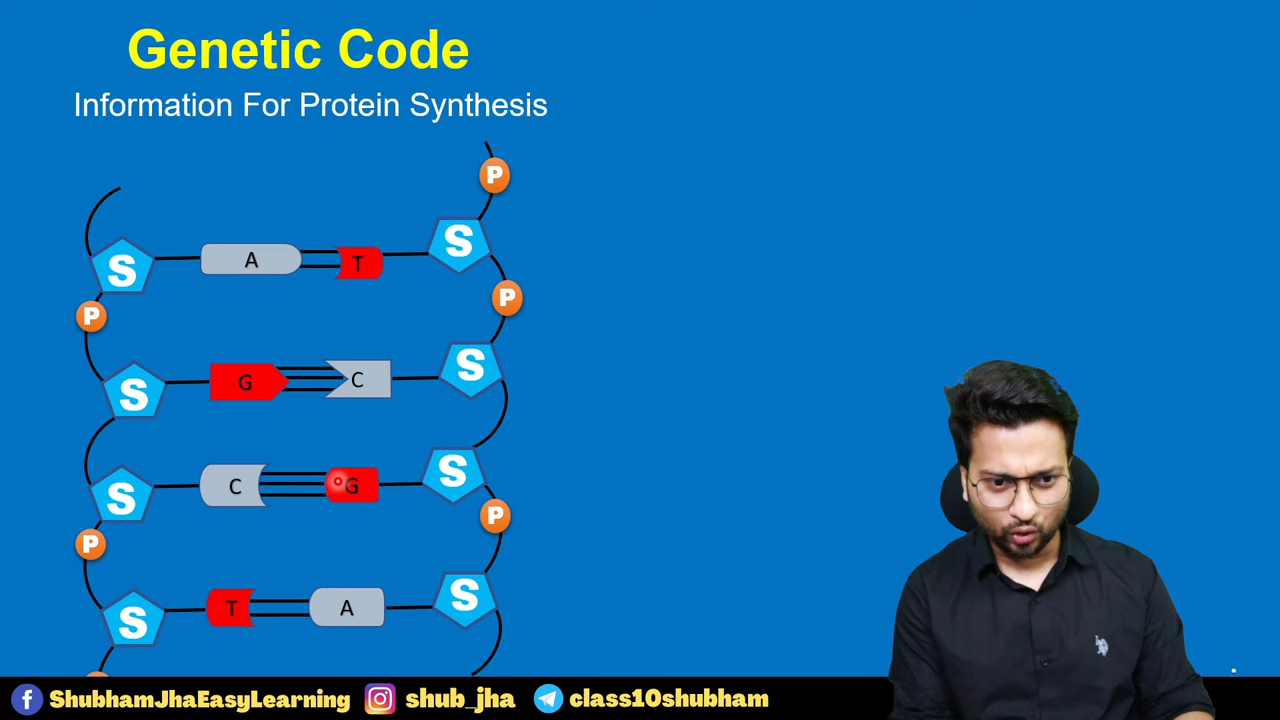 Genetic Code
Information For Protein Synthesis
P
S A T S
P P
S G C S
S C G S
P P
S T A S
ShubhamJhaEasyLearning shub_jha class10shubham